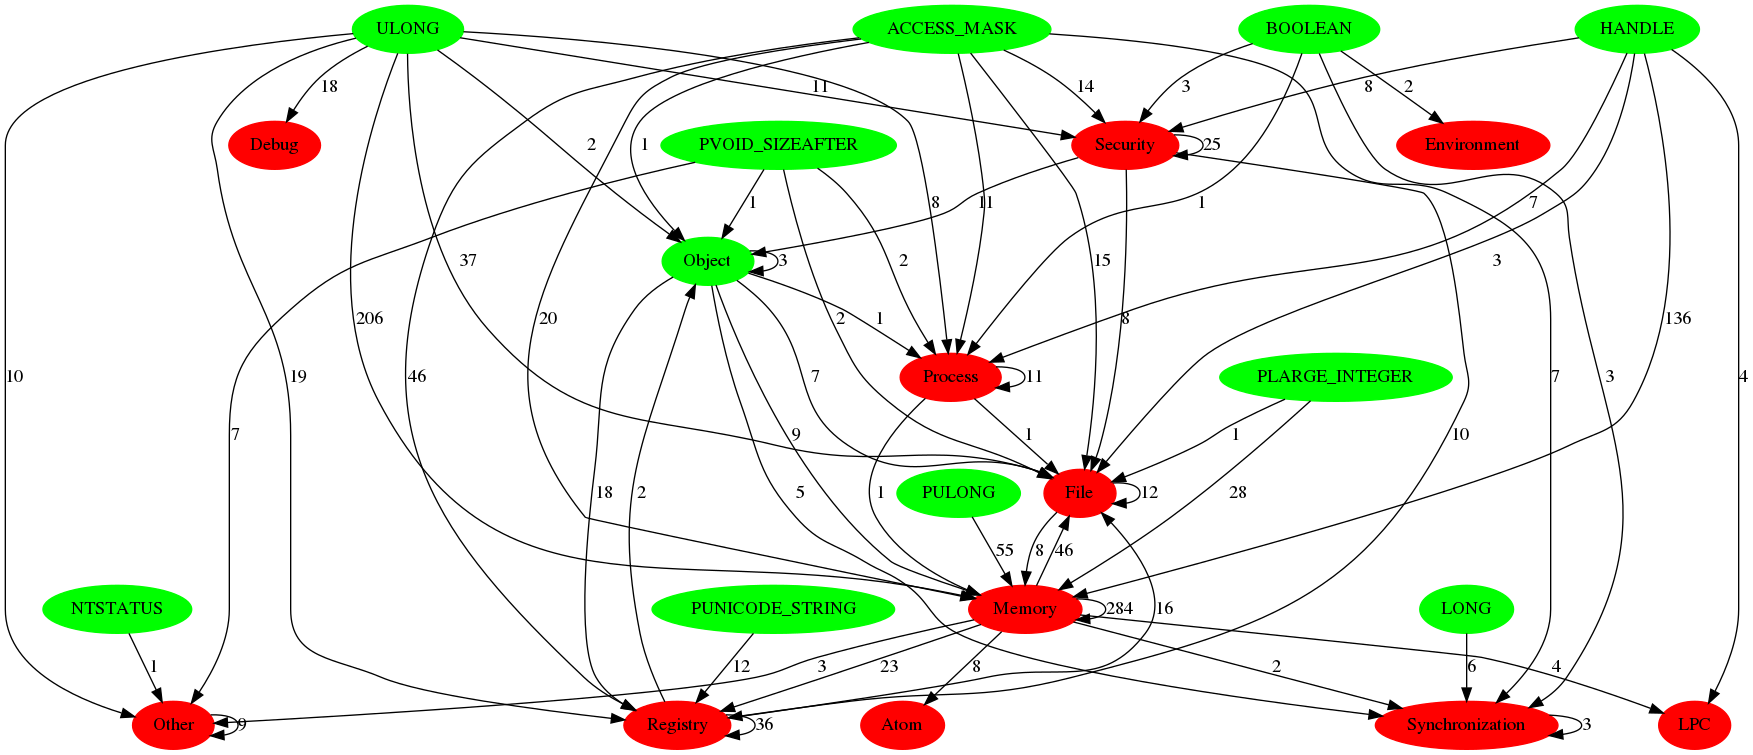 ULONG ACCESS_MASK BOOLEAN HANDLE
18 11 14 3 8 2
Debug PVOID_SIZEAFTER Security 25 Environment
2 1
1 8 11 1 7
37 Object 3 2 15 3
206 20 2 1 8 136
10 19 46 7 Process 11 PLARGE_INTEGER 7 3 4
7 9 1 1 28 10
18 2 5 1 PULONG File 12
55 8 46
NTSTATUS PUNICODE_STRING Memory 284 16 LONG
1 12 3 23 8 2 6 4
Other 9 Registry 36 Atom Synchronization 3 LPC